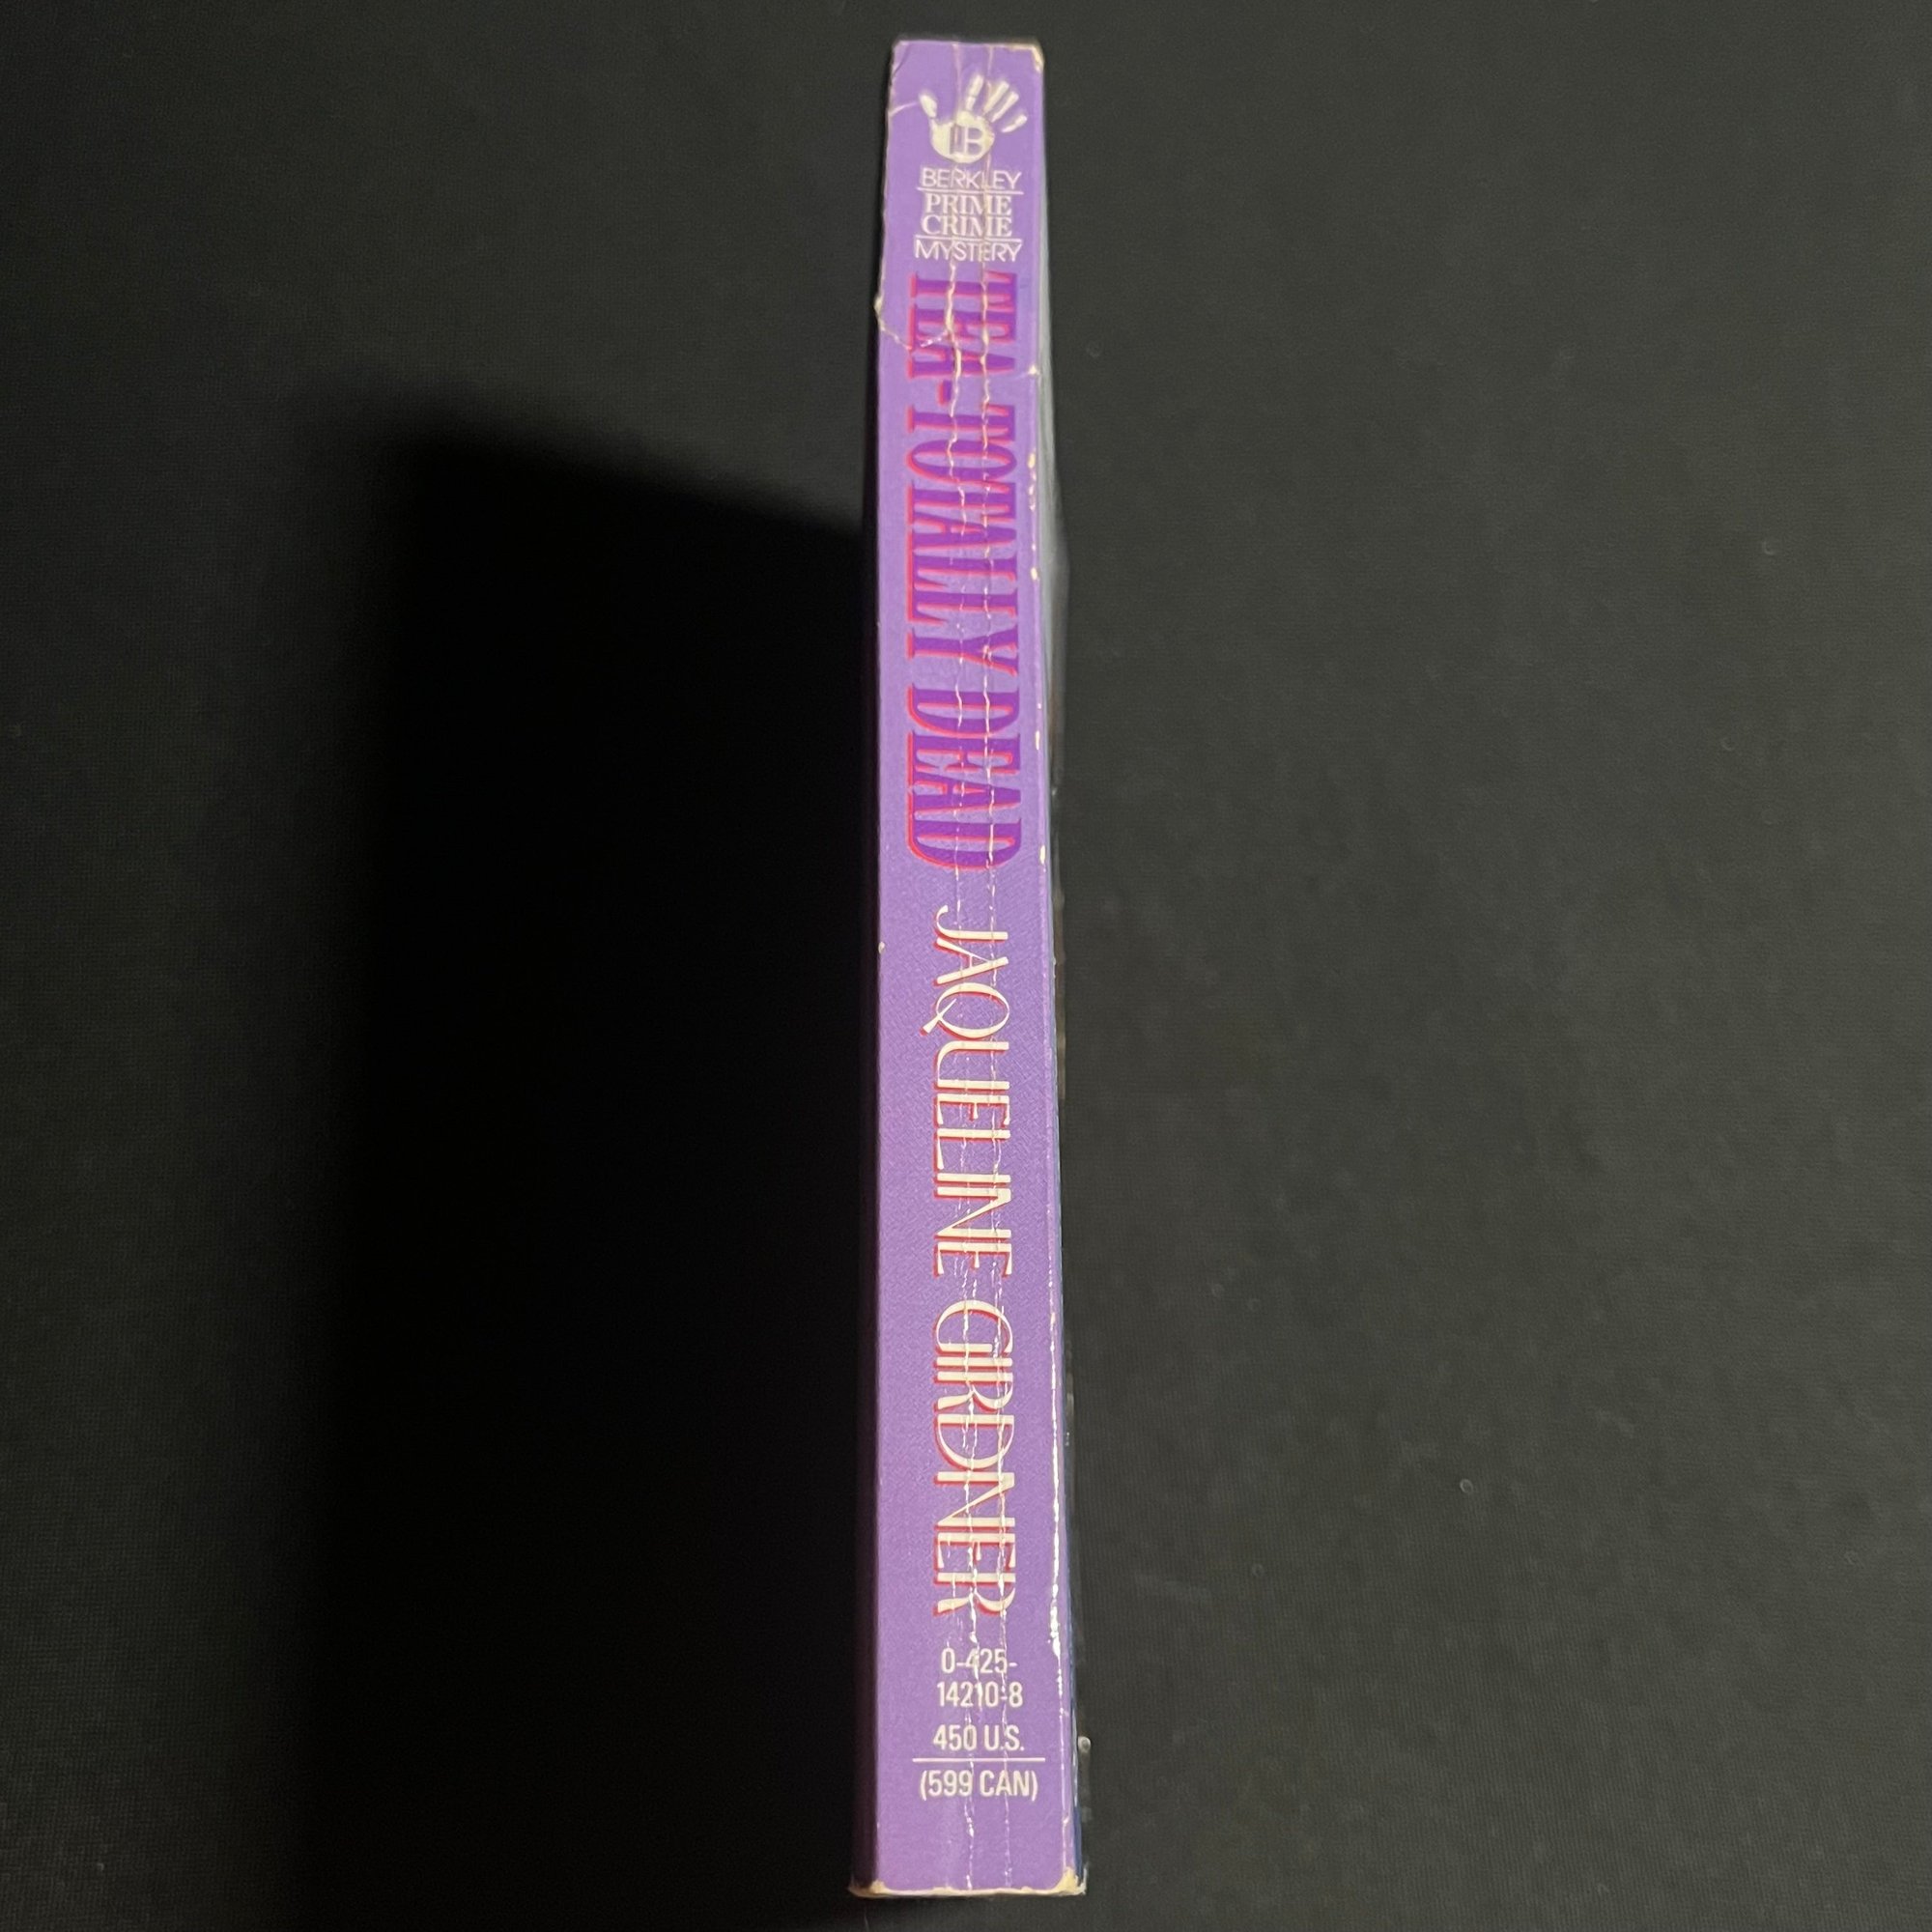 B
BERKLEY
PRIME
CRIME
MYSTERY
TEA-TOTALLY DEAD
JAQUELINE GIRDNER
0-425-
14210-8
450 U.S.
(599 CAN)